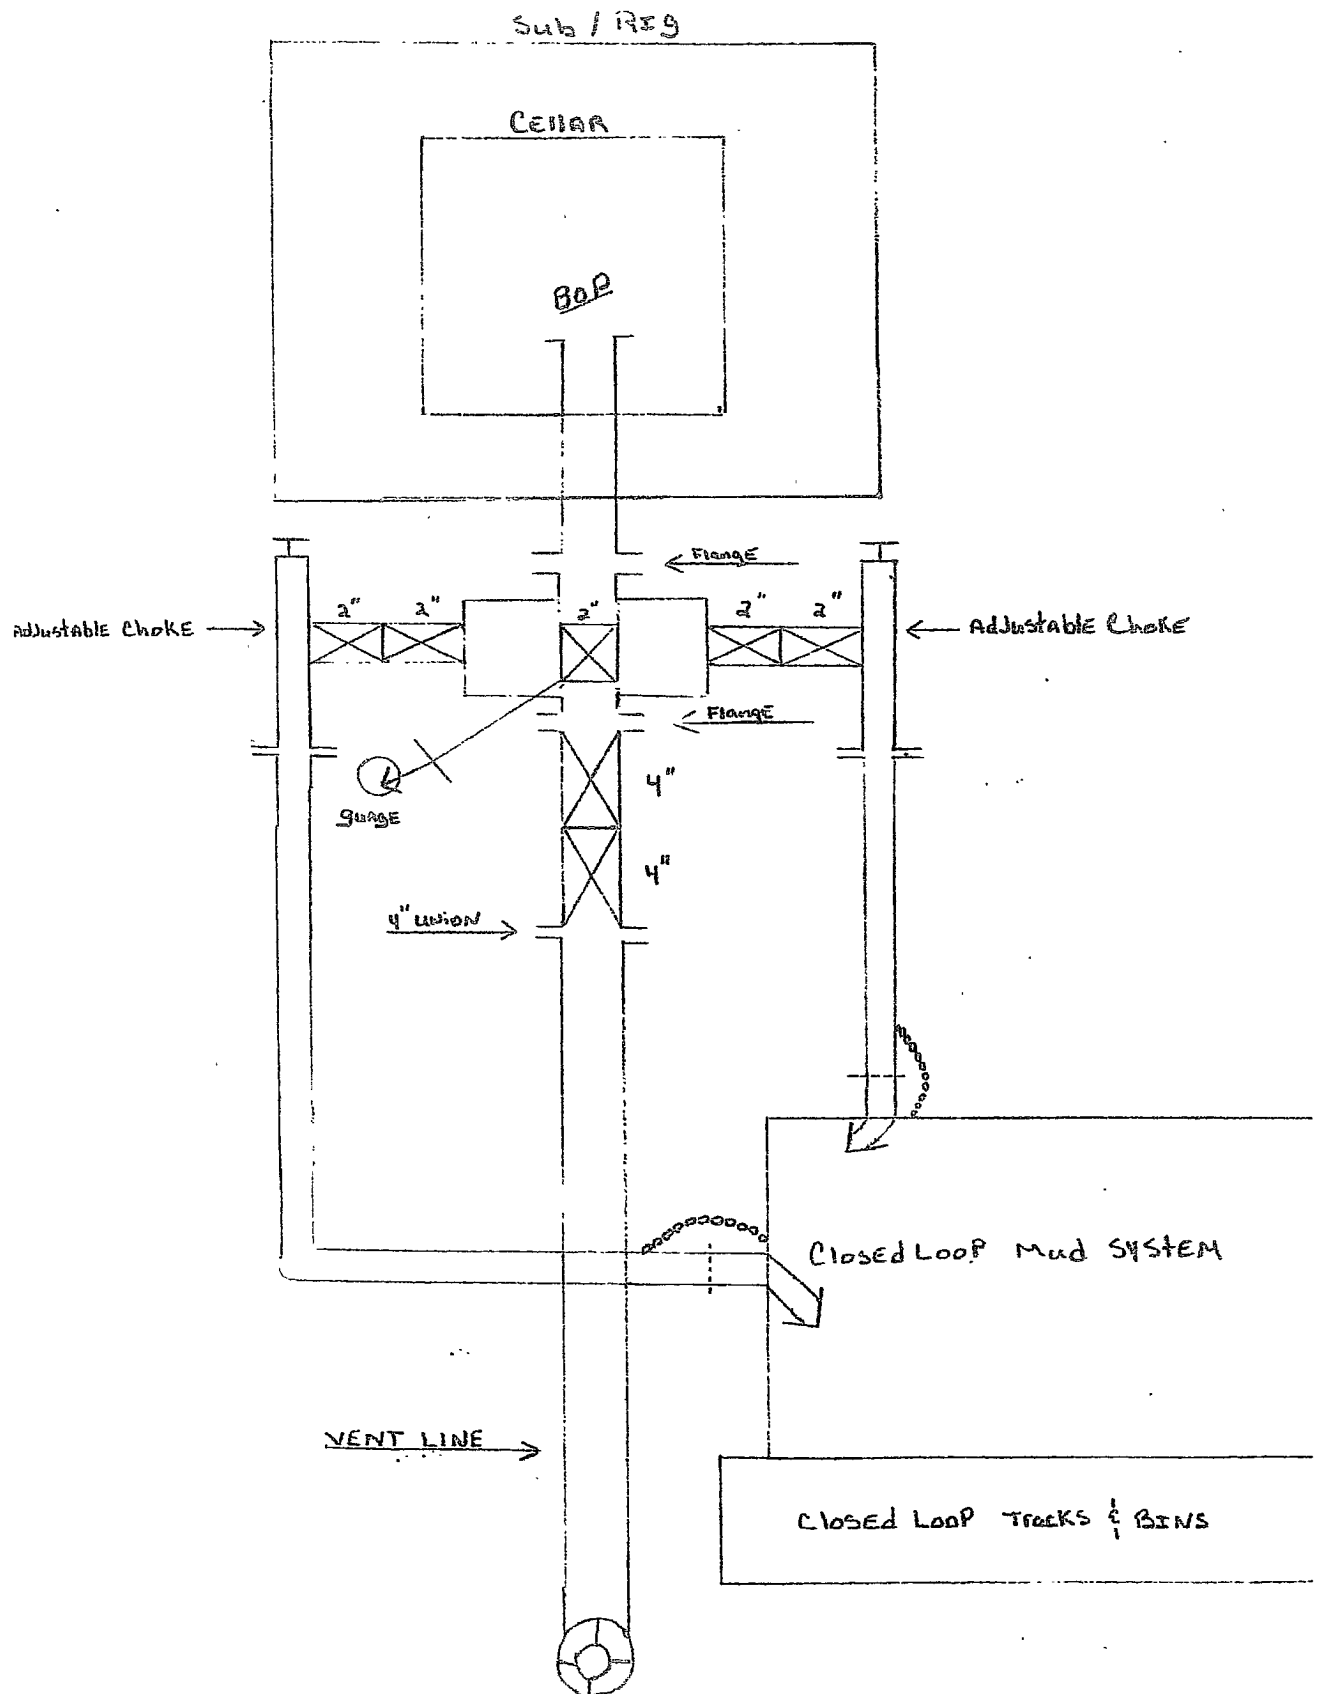 Sub / RIg
CEllAR
BOP
FlangE
2" 2" 2" 2" 2"
AdJustablE ChoKE
AdJustablE ChoKE
FlangE
4"
gaugE
4"
4" UNION
ClosEd LOOP Mud SYStEM
VENT LINE
ClOSEd LOOP TracKS & BINS